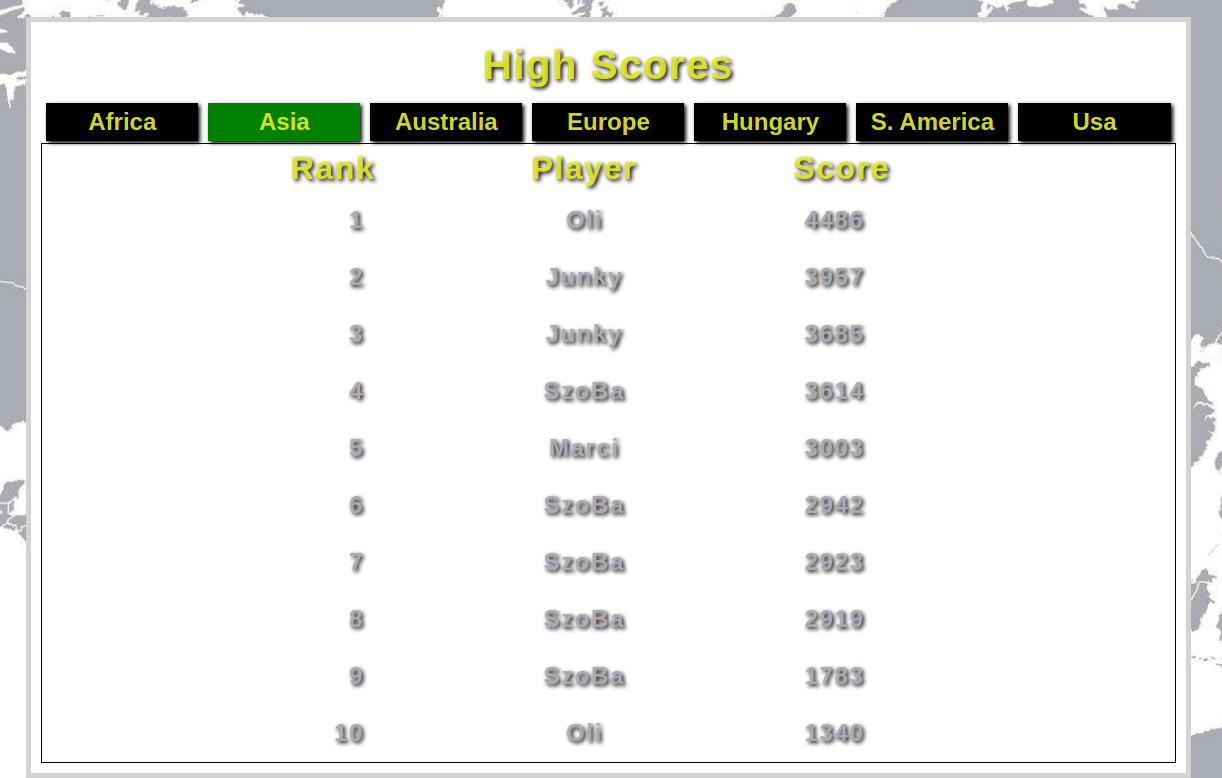 High Scores
Africa Asia Australia Europe Hungary S. America Usa
Rank Player Score
1 Oli 4486
2 Junky 3957
3 Junky 3685
4 SzoBa 3614
5 Marci 3003
6 SzoBa 2942
7 SzoBa 2923
8 SzoBa 2919
9 SzoBa 1783
10 Oli 1340